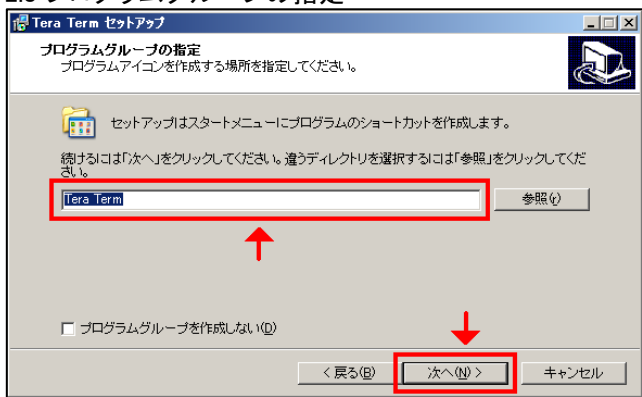 Tera Term セットアップ
プログラムグループの指定
プログラムアイコンを作成する場所を指定してください。
セットアップはスタートメニューにプログラムのショートカットを作成します。
続けるには「次へ」をクリックしてください。違うディレクトリを選択するには「参照」をクリックしてくだ
さい。
Tera Term
参照(r)
プログラムグループを作成しない(D)
< 戻る(B)
次へ(N) >
キャンセル